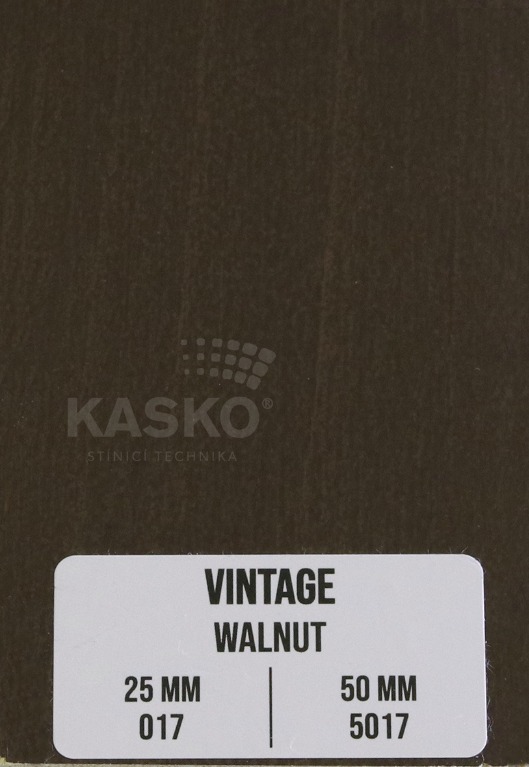 KASKO®
STÍNICÍ TECHNIKA
VINTAGE
WALNUT
25 MM 50 MM
017 5017